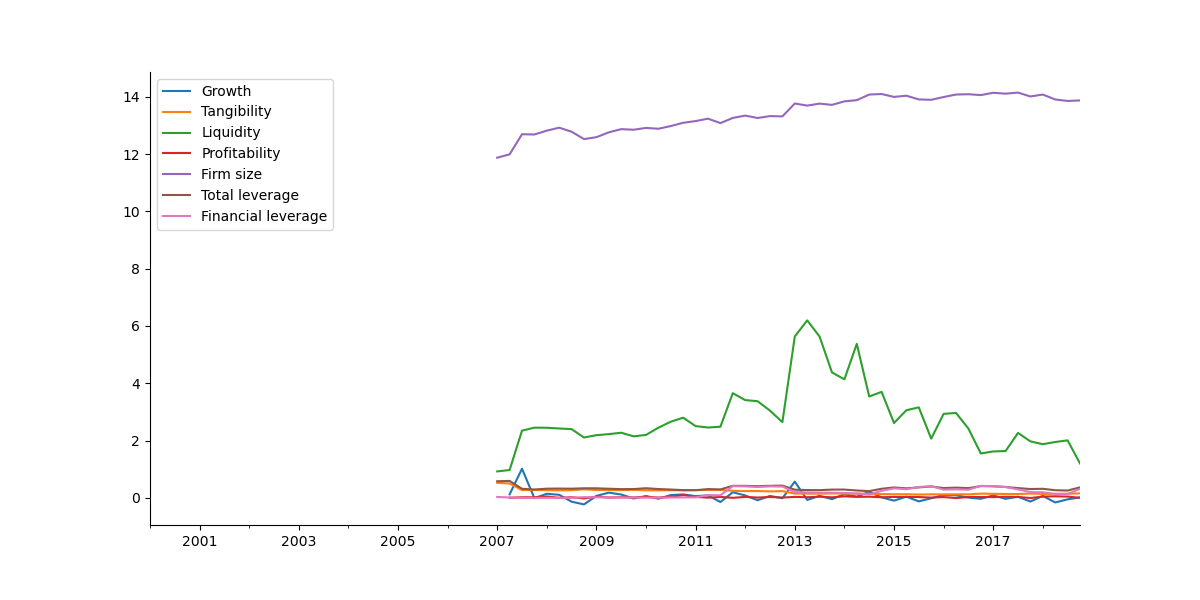 14
12
10
8
6
4
2
0
Growth
Tangibility
Liquidity
Profitability
Firm size
Total leverage
Financial leverage
2001 2003 2005 2007 2009 2011 2013 2015 2017